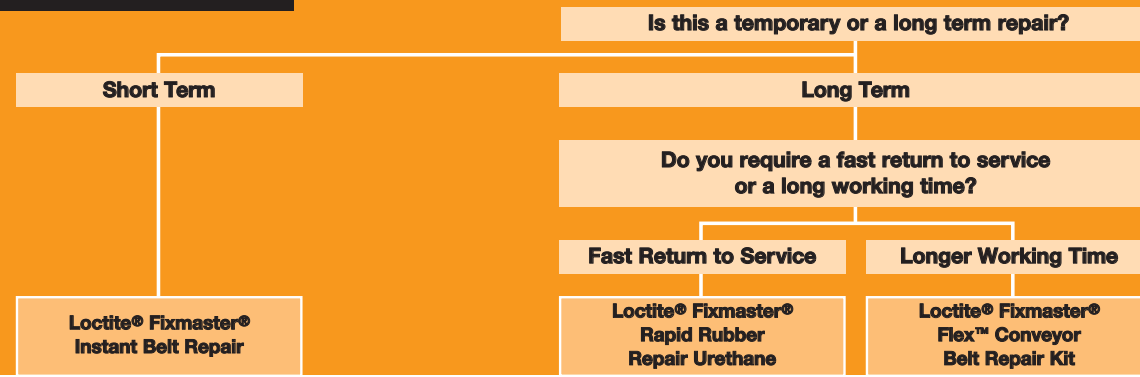 Is this a temporary or a long term repair?
Short Term
Long Term
Do you require a fast return to service
or a long working time?
Fast Return to Service
Longer Working Time
Loctite® Fixmaster®
Instant Belt Repair
Loctite® Fixmaster®
Rapid Rubber
Repair Urethane
Loctite® Fixmaster®
Flex™ Conveyor
Belt Repair Kit